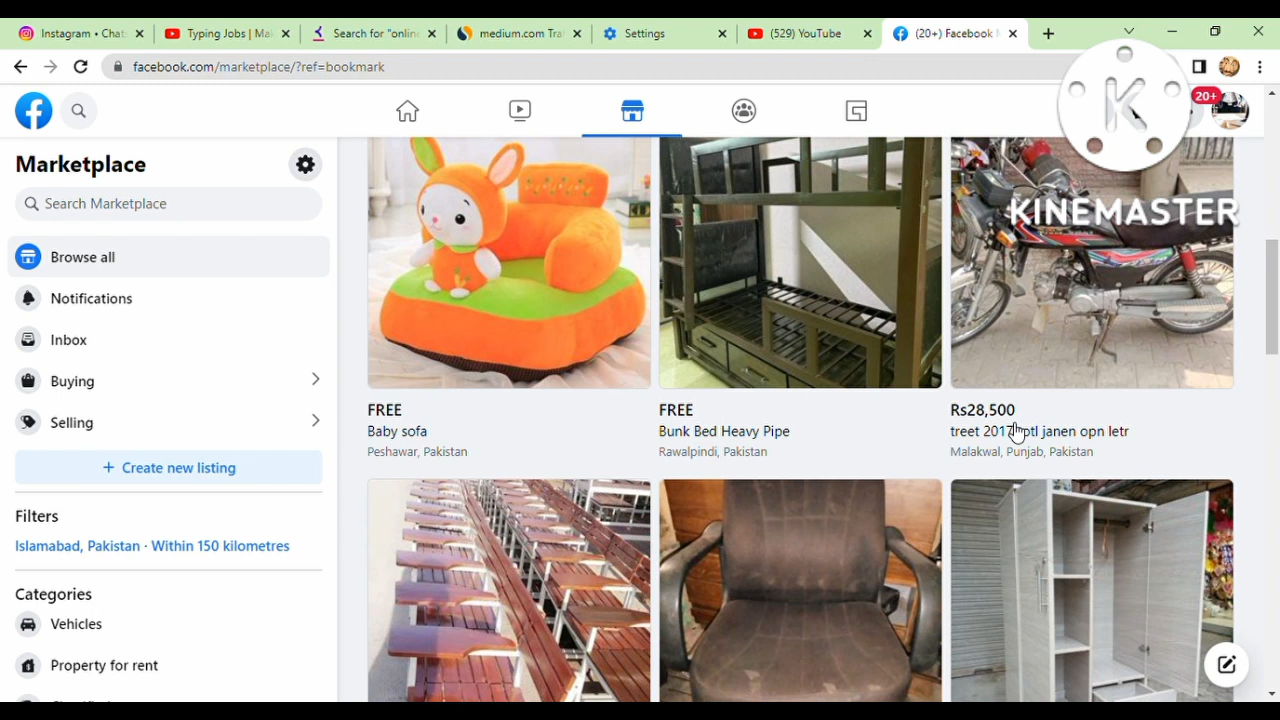 Instagram • Chat
Typing Jobs | Mak
Search for "online
medium.com Tra
Settings
(529) YouTube
(20+) Facebook
facebook.com/marketplace/?ref=bookmark
20+
K
KINEMASTER
Marketplace
Search Marketplace
Browse all
Notifications
Inbox
Buying
Selling
+ Create new listing
Filters
Islamabad, Pakistan · Within 150 kilometres
Categories
Vehicles
Property for rent
FREE
Baby sofa
Peshawar, Pakistan
FREE
Bunk Bed Heavy Pipe
Rawalpindi, Pakistan
Rs28,500
treet 2017 ptl janen opn letr
Malakwal, Punjab, Pakistan